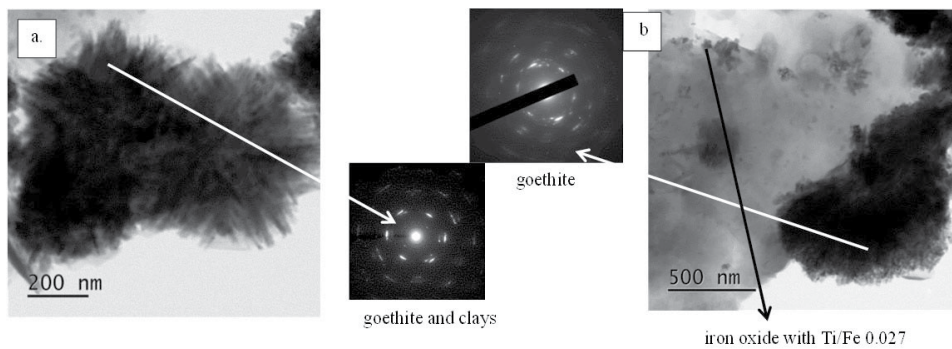 a.
b
goethite
200 nm
500 nm
goethite and clays
iron oxide with Ti/Fe 0.027